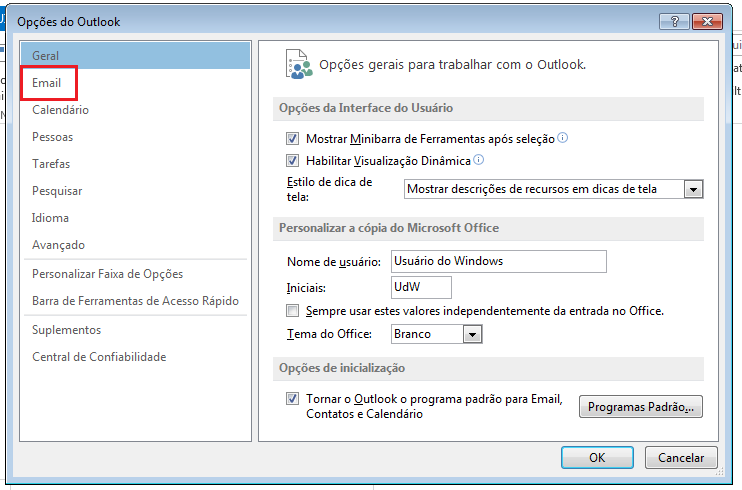 Opções do Outlook
Geral
Email
Calendário
Pessoas
Tarefas
Pesquisar
Idioma
Avançado
Personalizar Faixa de Opções
Barra de Ferramentas de Acesso Rápido
Suplementos
Central de Confiabilidade
Opções gerais para trabalhar com o Outlook.
Opções da Interface do Usuário
Mostrar Minibarra de Ferramentas após seleção
Habilitar Visualização Dinâmica
Estilo de dica de
tela:
Mostrar descrições de recursos em dicas de tela
Personalizar a cópia do Microsoft Office
Nome de usuário: Usuário do Windows
Iniciais: UdW
Sempre usar estes valores independentemente da entrada no Office.
Tema do Office: Branco
Opções de inicialização
Tornar o Outlook o programa padrão para Email,
Contatos e Calendário
Programas Padrão...
OK Cancelar